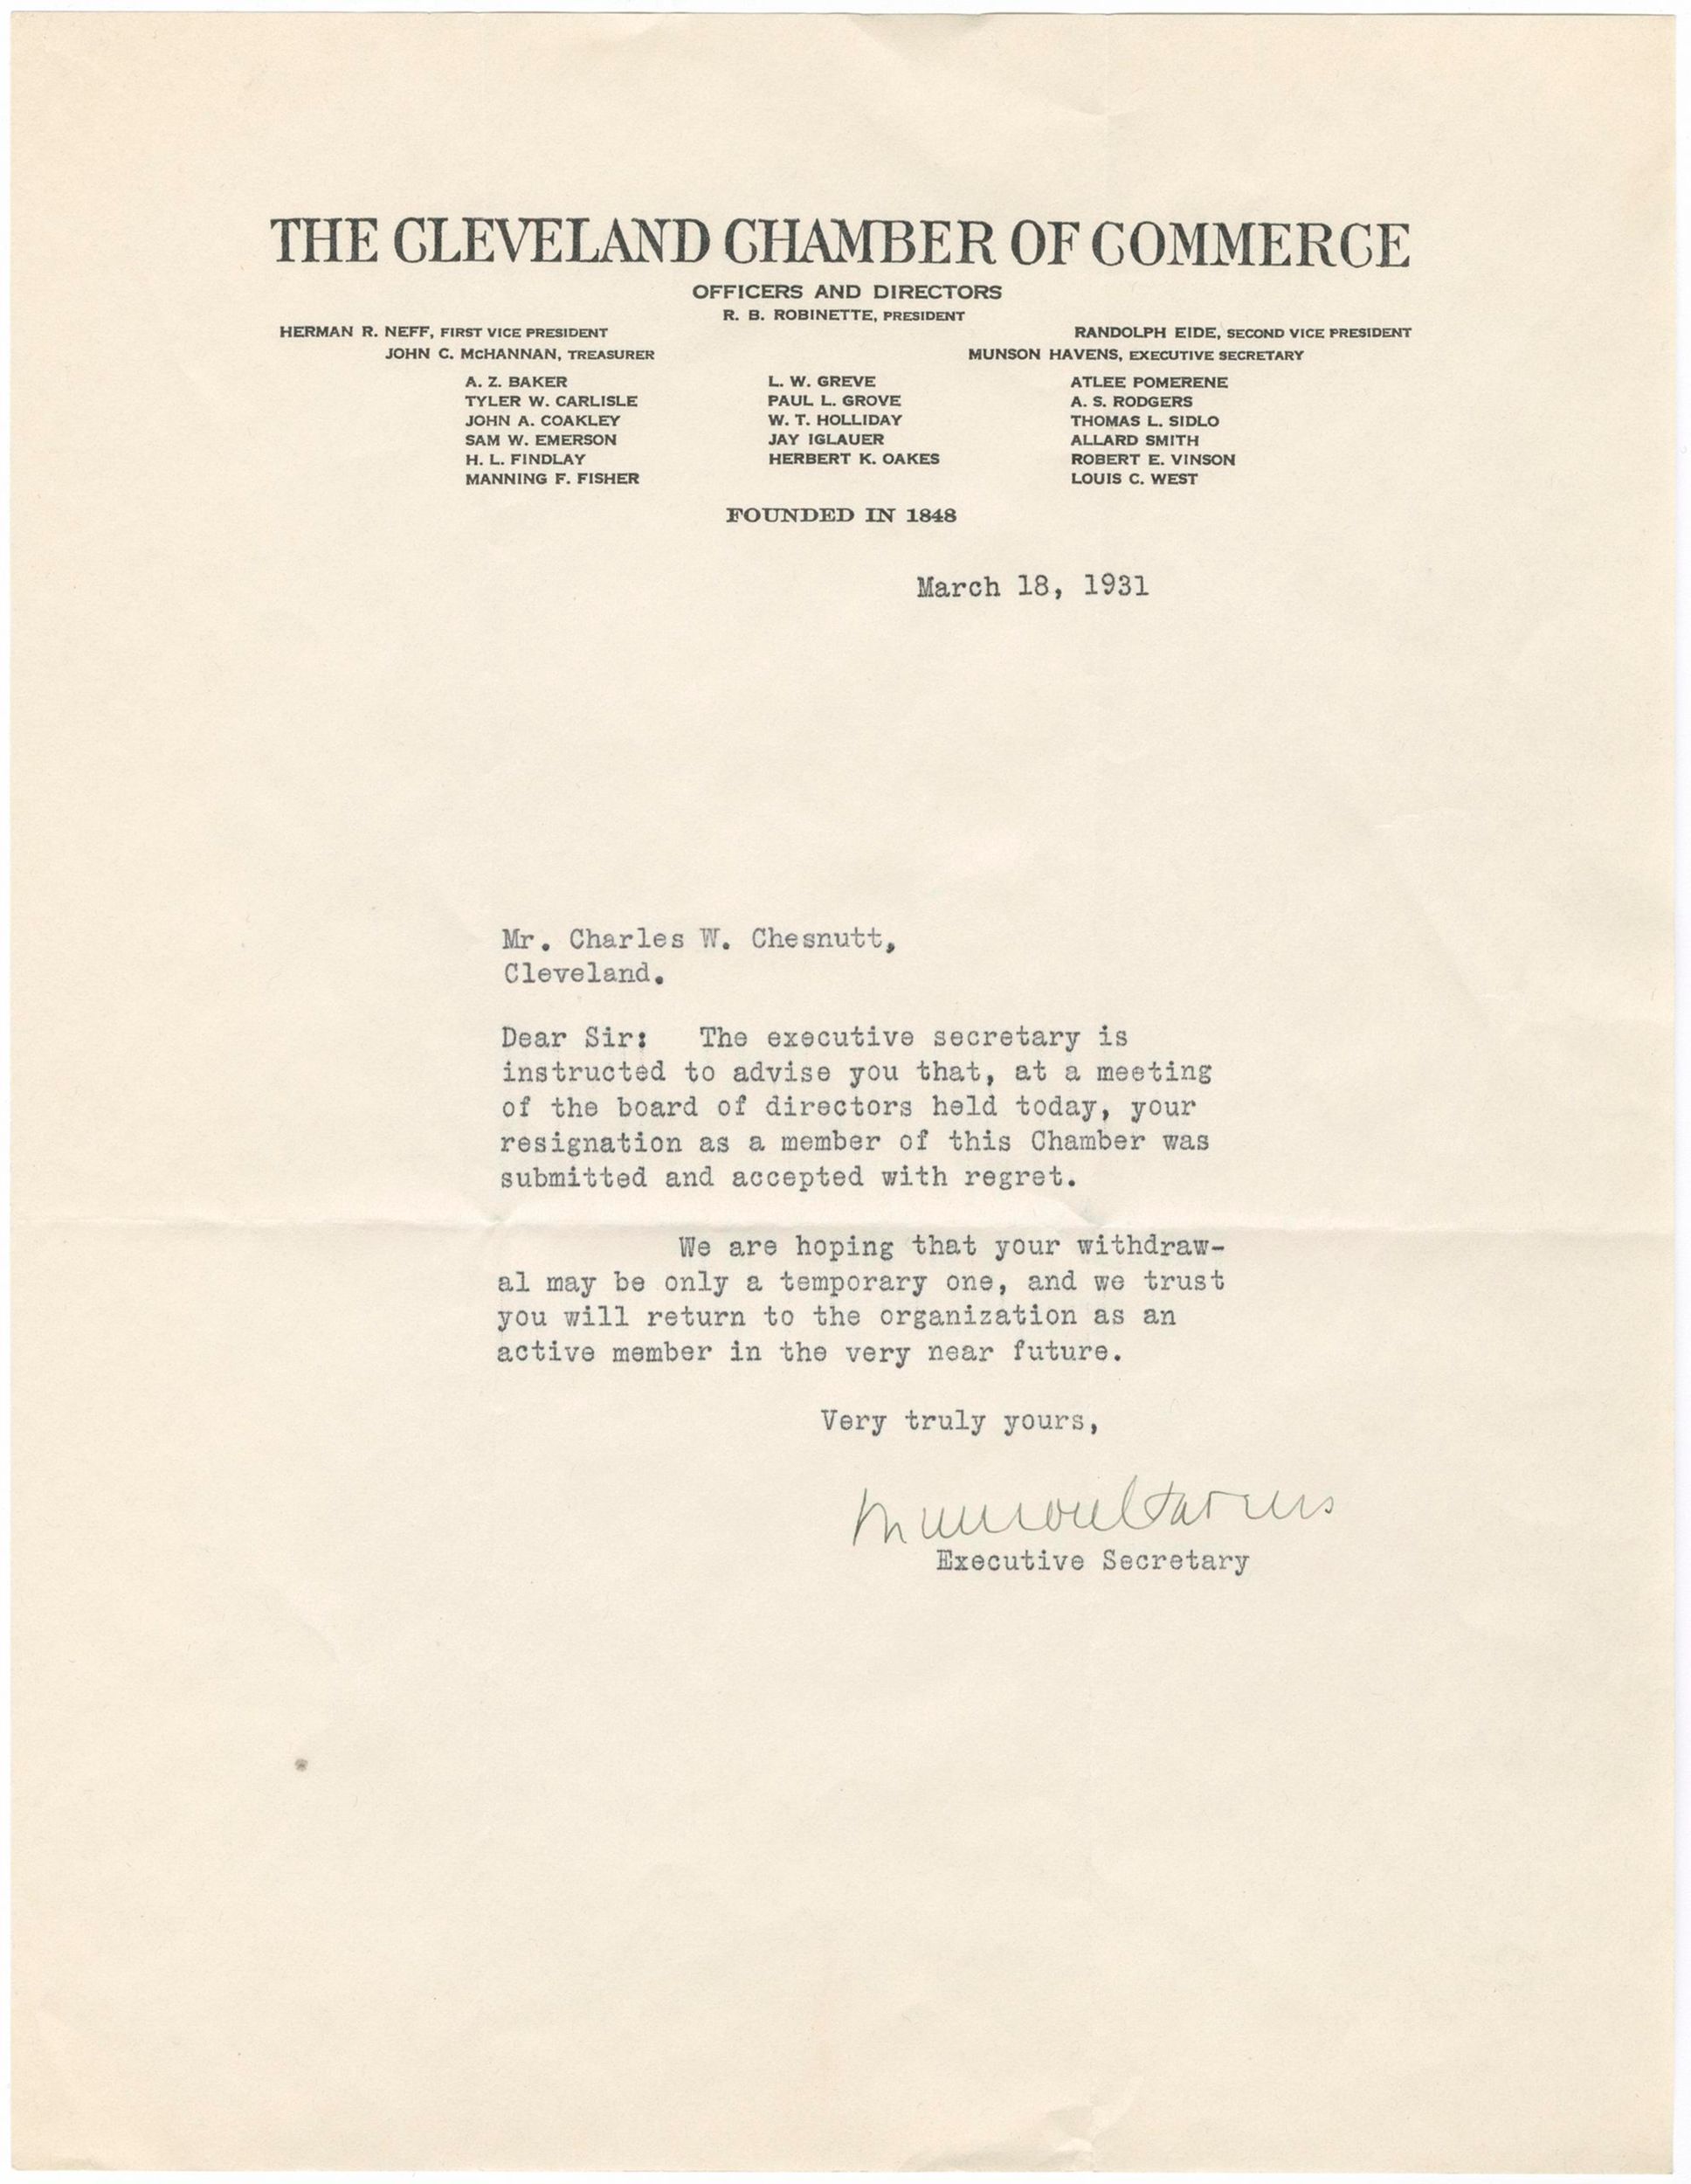 THE CLEVELAND CHAMBER OF COMMERCE
OFFICERS AND DIRECTORS
R. B. ROBINETTE, PRESIDENT
HERMAN R. NEFF, FIRST VICE PRESIDENT RANDOLPH EIDE, SECOND VICE PRESIDENT
JOHN C. McHANNAN, TREASURER MUNSON HAVENS, EXECUTIVE SECRETARY
A. Z. BAKER L. W. GREVE ATLEE POMERENE
TYLER W. CARLISLE PAUL L. GROVE A. S. RODGERS
JOHN A. COAKLEY W. T. HOLLIDAY THOMAS L. SIDLO
SAM W. EMERSON JAY IGLAUER ALLARD SMITH
H. L. FINDLAY HERBERT K. OAKES ROBERT E. VINSON
MANNING F. FISHER LOUIS C. WEST
FOUNDED IN 1848
March 18, 1931
Mr. Charles W. Chesnutt,
Cleveland.
Dear Sir: The executive secretary is
instructed to advise you that, at a meeting
of the board of directors held today, your
resignation as a member of this Chamber was
submitted and accepted with regret.
We are hoping that your withdraw-
al may be only a temporary one, and we trust
you will return to the organization as an
active member in the very near future.
Very truly yours,
Munson Havens
Executive Secretary